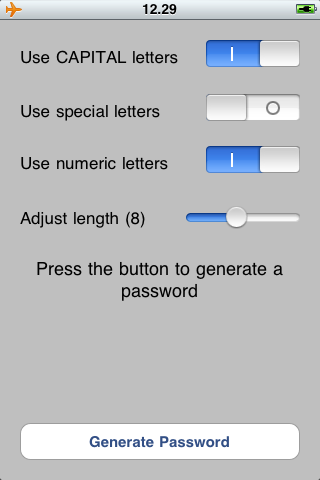 12.29
Use CAPITAL letters
Use special letters
Use numeric letters
Adjust length (8)
Press the button to generate a
password
Generate Password